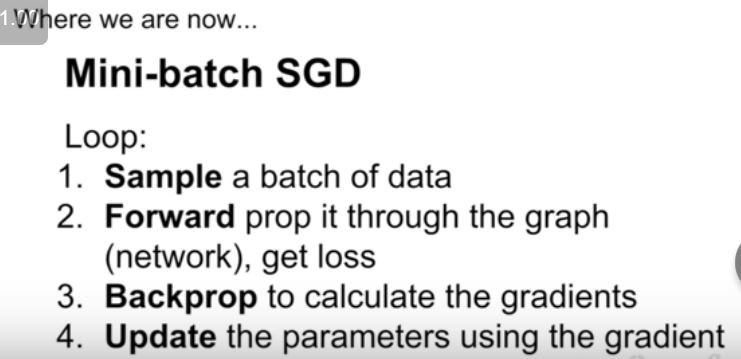 1.00
Where we are now...
Mini-batch SGD
Loop:
1. Sample a batch of data
2. Forward prop it through the graph
(network), get loss
3. Backprop to calculate the gradients
4. Update the parameters using the gradient